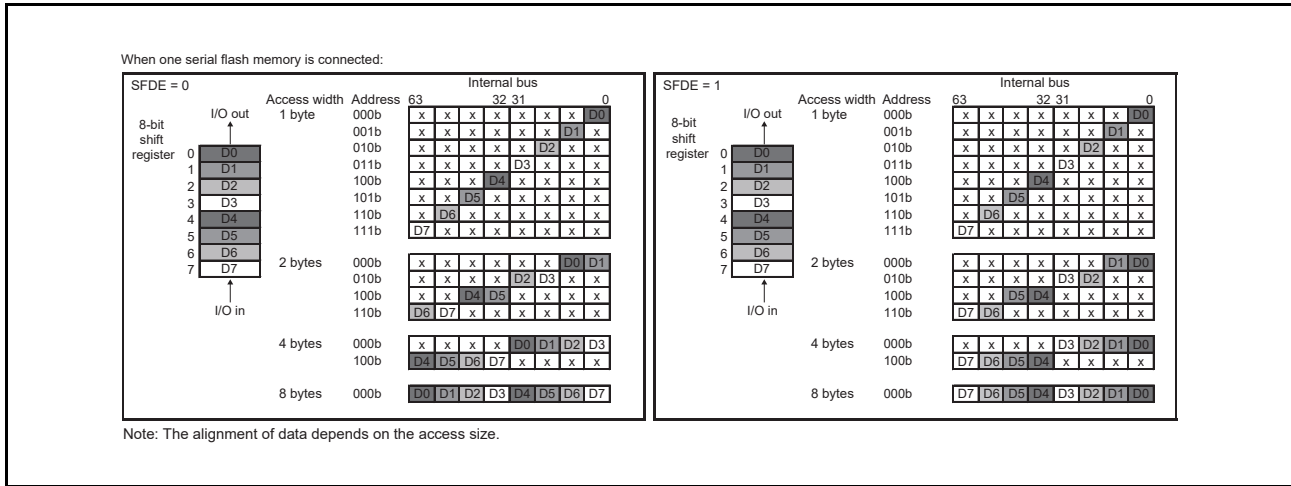 When one serial flash memory is connected:
SFDE = 0
Internal bus
Access width Address 63 32 31 0
8-bit shift register
I/O out
0 D0
1 D1
2 D2
3 D3
4 D4
5 D5
6 D6
7 D7
I/O in
1 byte 000b x x x x x x x D0
001b x x x x x x D1 x
010b x x x x x D2 x x
011b x x x x D3 x x x
100b x x x D4 x x x x
101b x x D5 x x x x x
110b x D6 x x x x x x
111b D7 x x x x x x x
2 bytes 000b x x x x x x D0 D1
010b x x x x D2 D3 x x
100b x x D4 D5 x x x x
110b D6 D7 x x x x x x
4 bytes 000b x x x x D0 D1 D2 D3
100b D4 D5 D6 D7 x x x x
8 bytes 000b D0 D1 D2 D3 D4 D5 D6 D7
SFDE = 1
Internal bus
Access width Address 63 32 31 0
8-bit shift register
I/O out
0 D0
1 D1
2 D2
3 D3
4 D4
5 D5
6 D6
7 D7
I/O in
1 byte 000b x x x x x x x D0
001b x x x x x x D1 x
010b x x x x x D2 x x
011b x x x x D3 x x x
100b x x x D4 x x x x
101b x x D5 x x x x x
110b x D6 x x x x x x
111b D7 x x x x x x x
2 bytes 000b x x x x x x D1 D0
010b x x x x D3 D2 x x
100b x x D5 D4 x x x x
110b D7 D6 x x x x x x
4 bytes 000b x x x x D3 D2 D1 D0
100b D7 D6 D5 D4 x x x x
8 bytes 000b D7 D6 D5 D4 D3 D2 D1 D0
Note: The alignment of data depends on the access size.